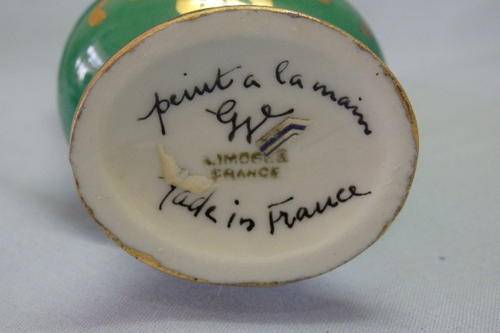 peint a la main
LIMOGES
FRANCE
Made in France